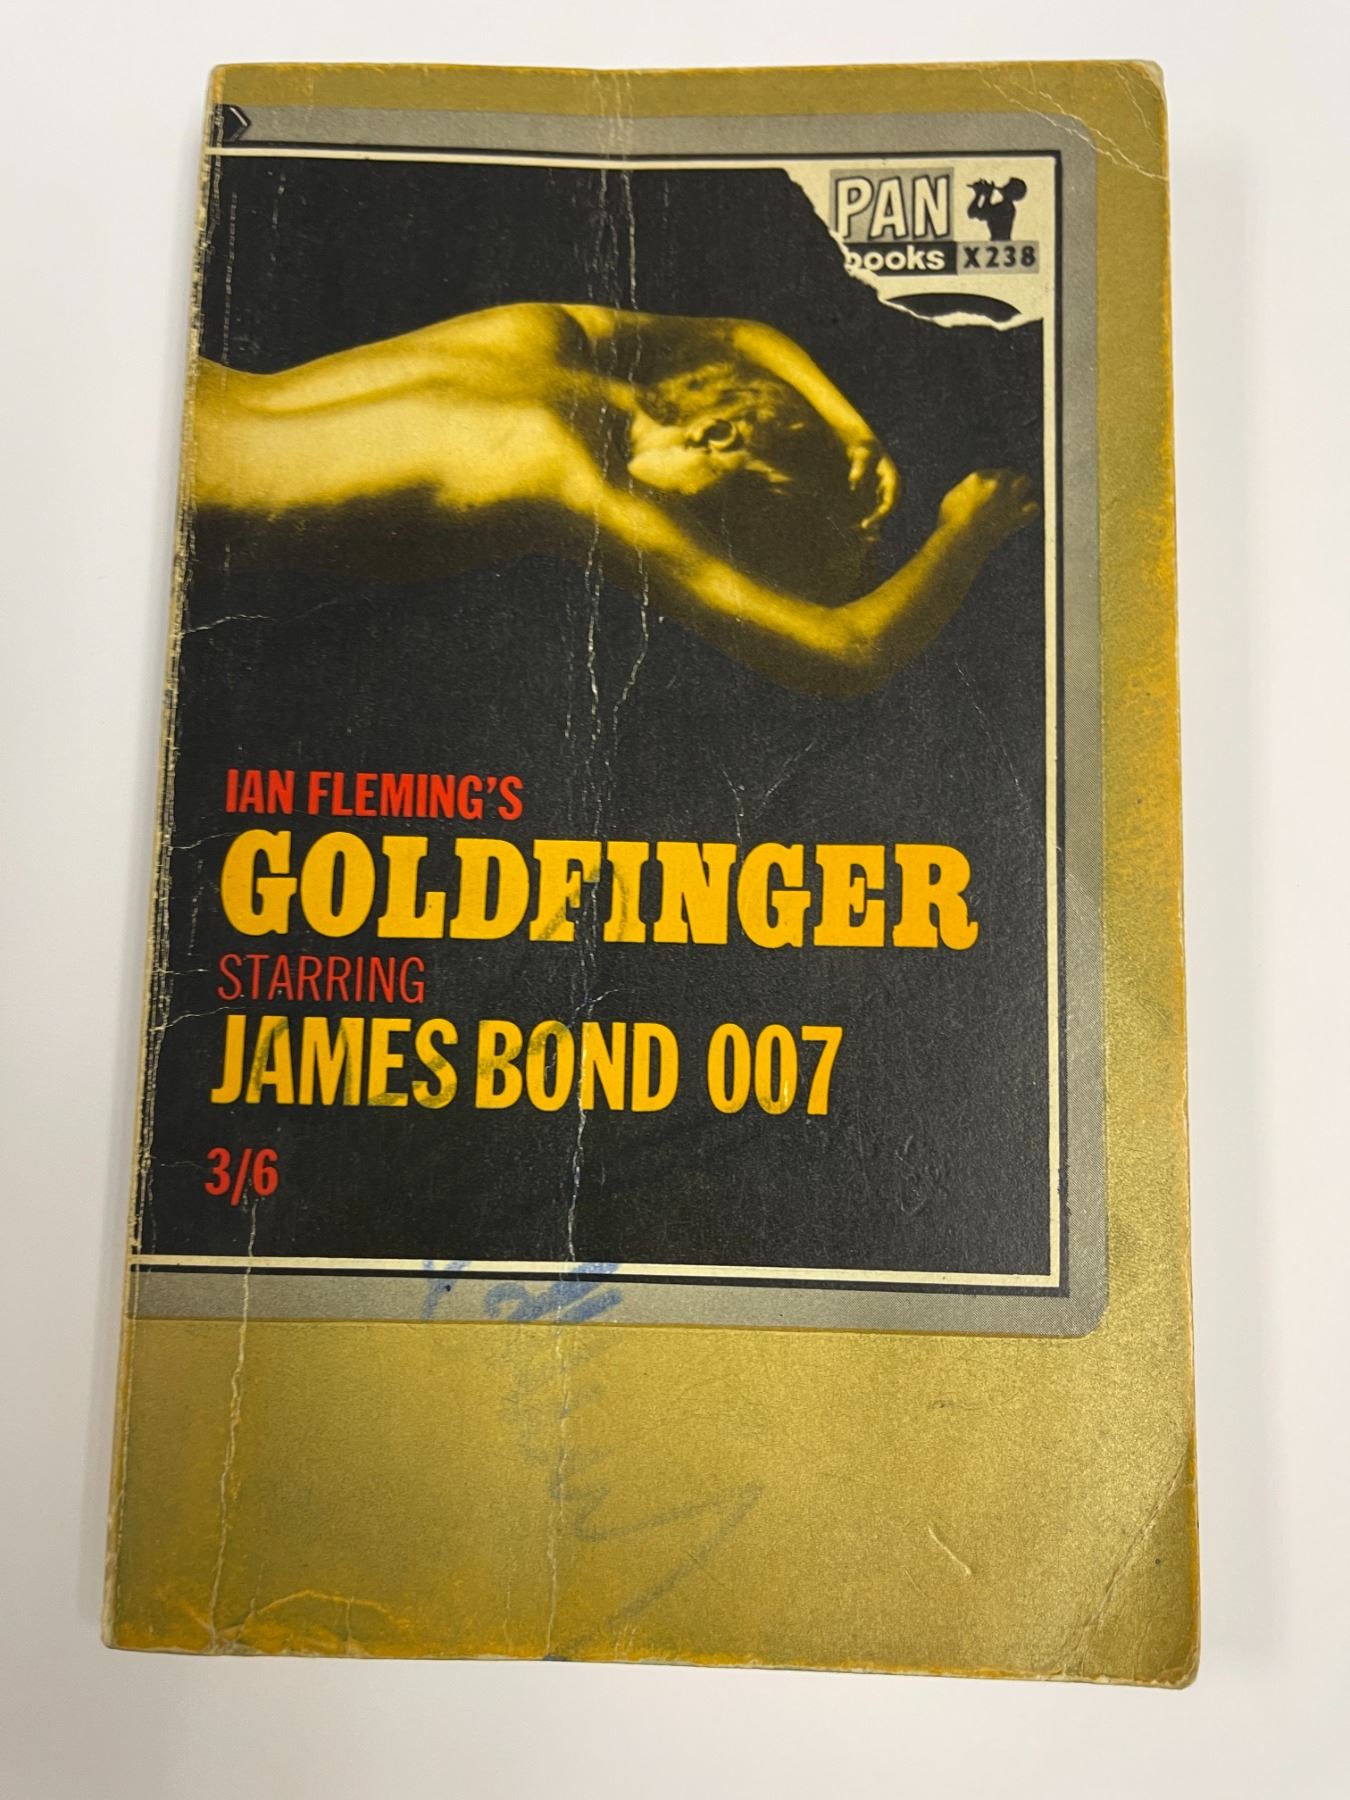 PAN
books X238
IAN FLEMING'S
GOLDFINGER
STARRING
JAMES BOND 007
3/6